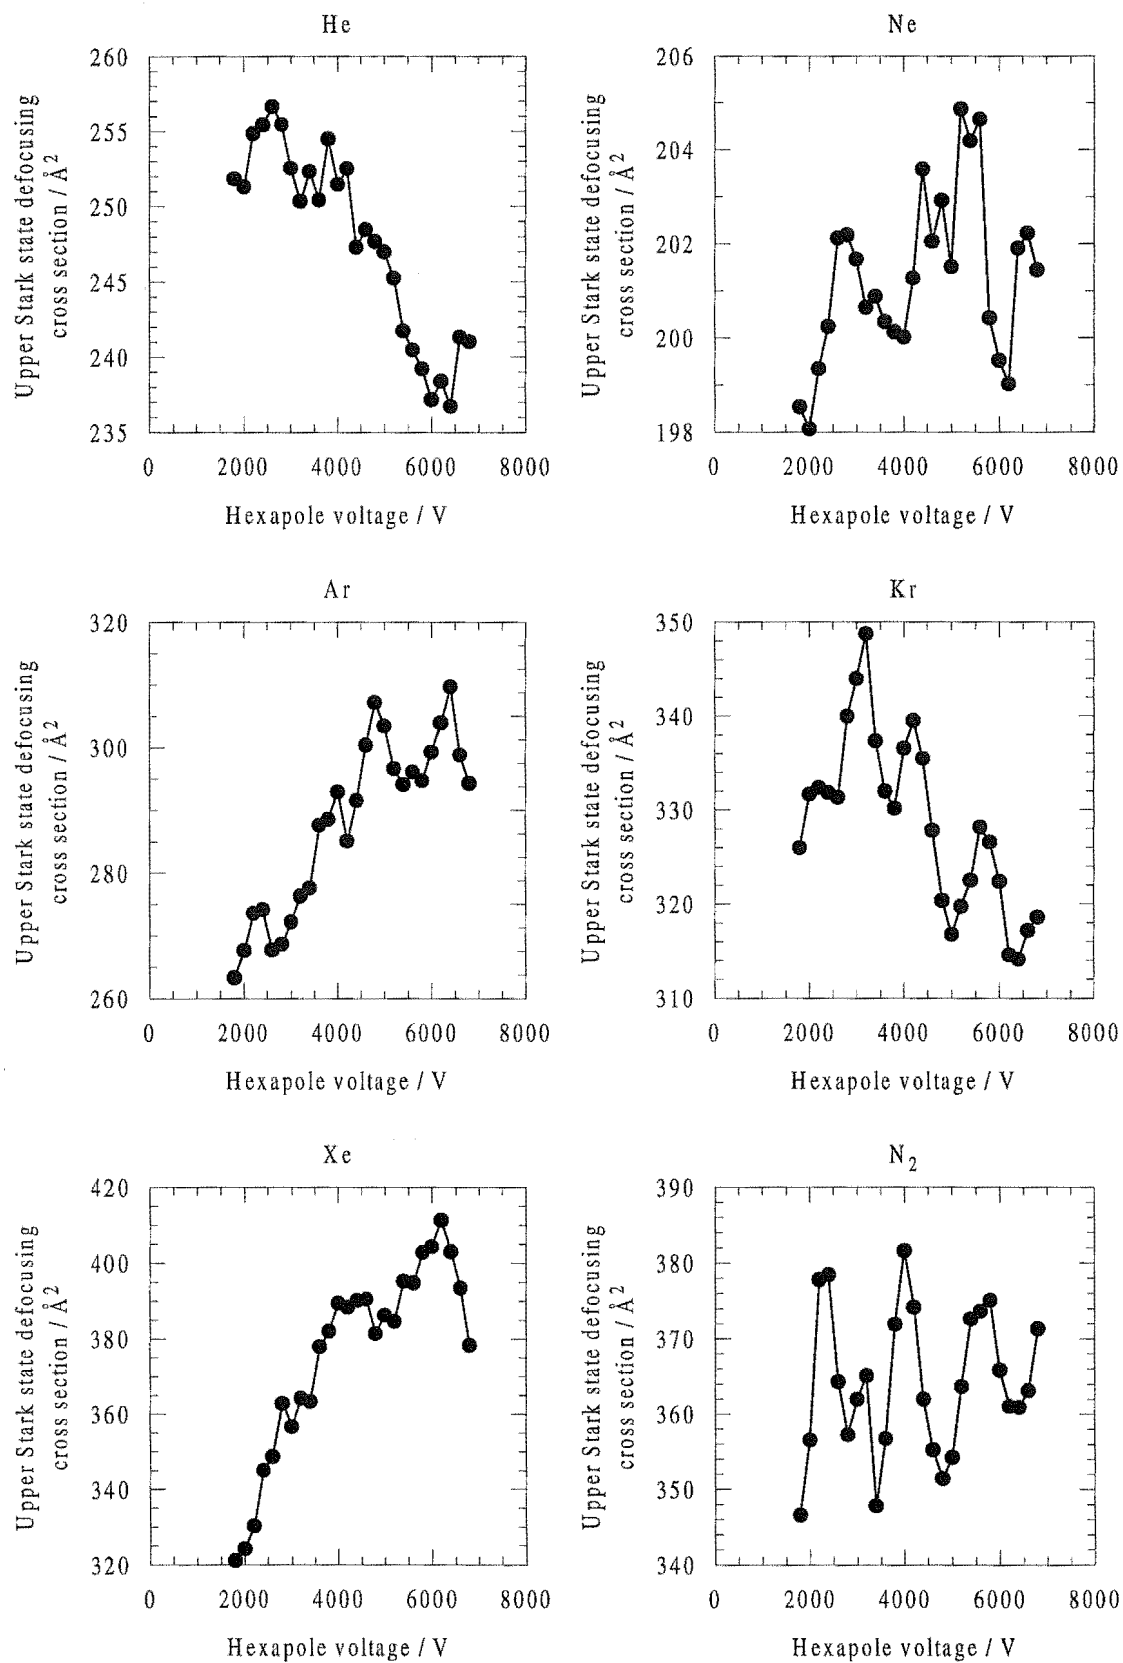 He
Upper Stark state defocusing
cross section / Å²
260
255
250
245
240
235
0 2000 4000 6000 8000
Hexapole voltage / V
Ne
Upper Stark state defocusing
cross section / Å²
206
204
202
200
198
0 2000 4000 6000 8000
Hexapole voltage / V
Ar
Upper Stark state defocusing
cross section / Å²
320
300
280
260
0 2000 4000 6000 8000
Hexapole voltage / V
Kr
Upper Stark state defocusing
cross section / Å²
350
340
330
320
310
0 2000 4000 6000 8000
Hexapole voltage / V
Xe
Upper Stark state defocusing
cross section / Å²
420
400
380
360
340
320
0 2000 4000 6000 8000
Hexapole voltage / V
N₂
Upper Stark state defocusing
cross section / Å²
390
380
370
360
350
340
0 2000 4000 6000 8000
Hexapole voltage / V